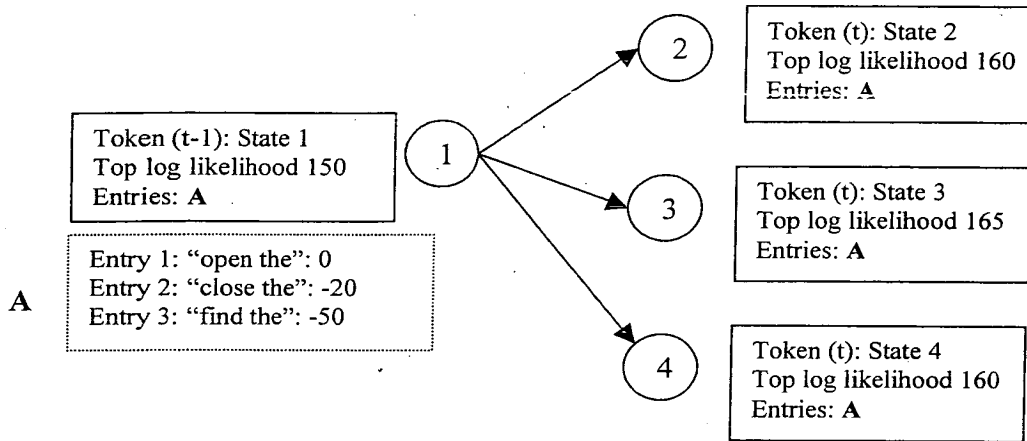 Token (t): State 2
Top log likelihood 160
Entries: A
2
Token (t-1): State 1
Top log likelihood 150
Entries: A
1
Token (t): State 3
Top log likelihood 165
Entries: A
3
A
Entry 1: “open the”: 0
Entry 2: “close the”: -20
Entry 3: “find the”: -50
Token (t): State 4
Top log likelihood 160
Entries: A
4